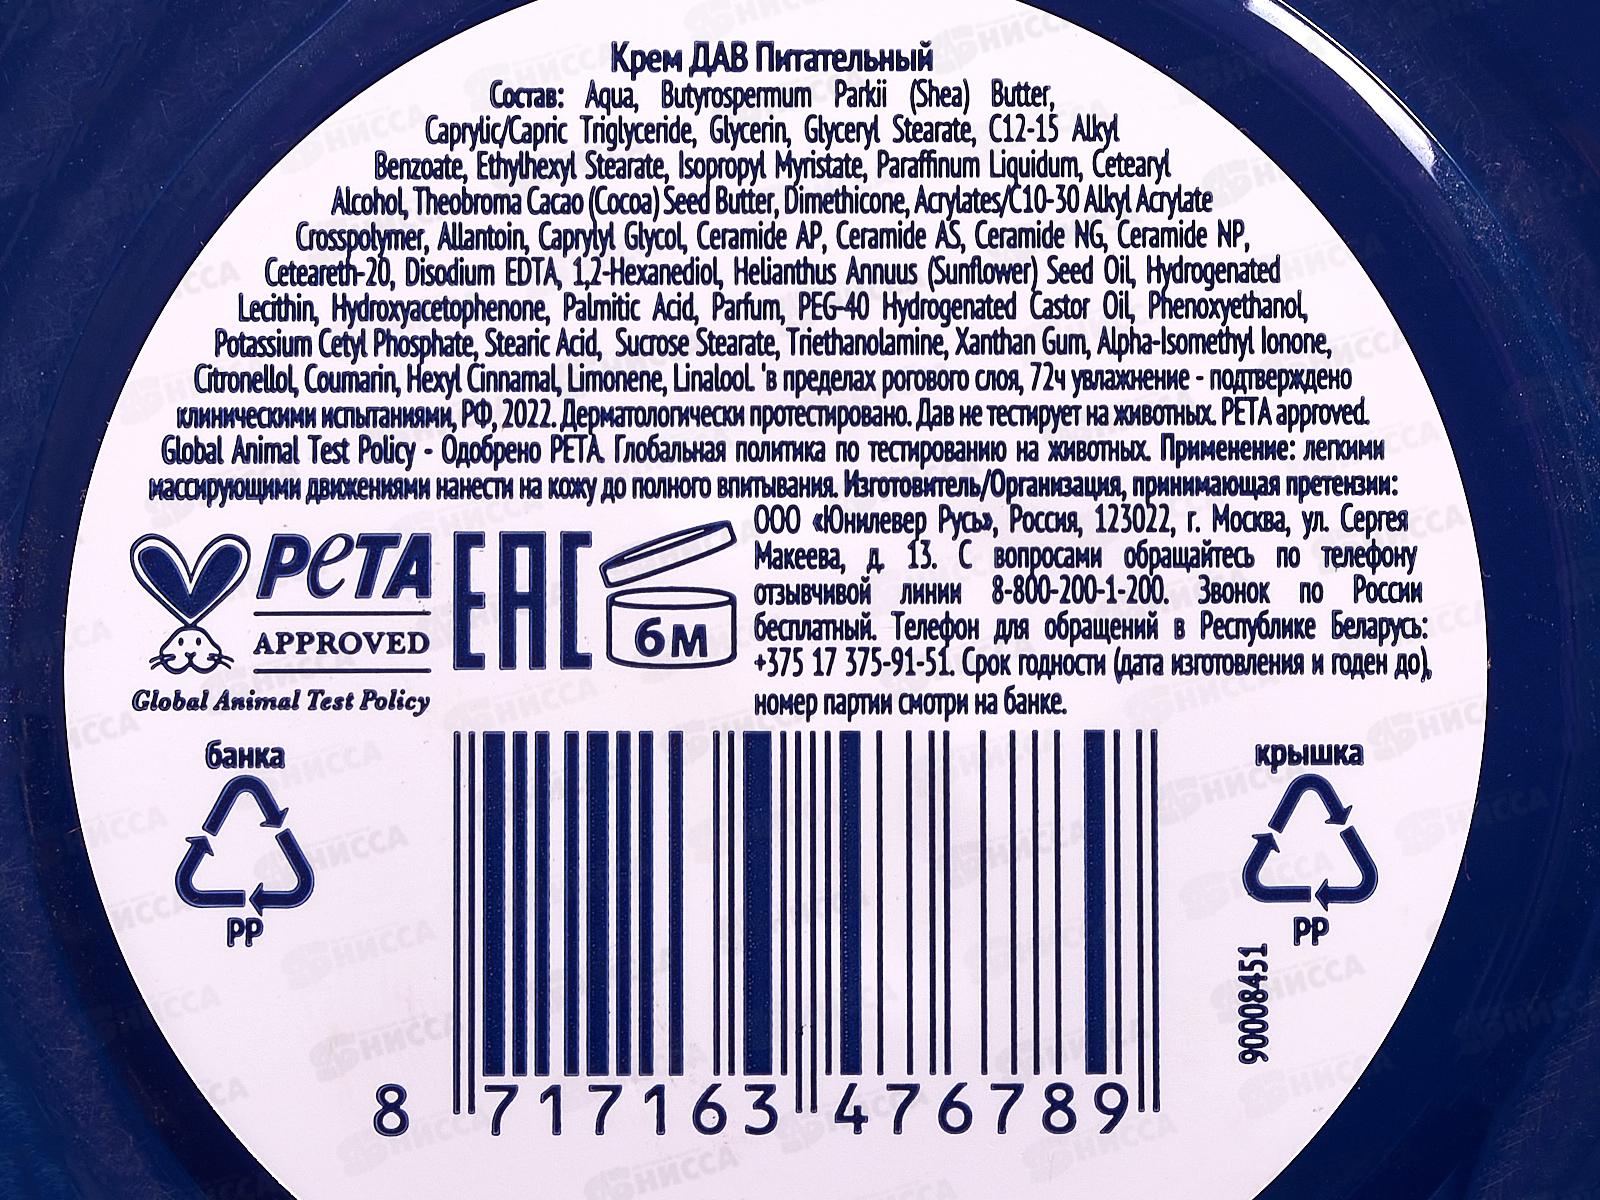 Крем ДАВ Питательный
Состав: Aqua, Butyrospermum Parkii (Shea) Butter,
Caprylic/Capric Triglyceride, Glycerin, Glyceryl Stearate, C12-15 Alkyl
Benzoate, Ethylhexyl Stearate, Isopropyl Myristate, Paraffinum Liquidum, Cetearyl
Alcohol, Theobroma Cacao (Cocoa) Seed Butter, Dimethicone, Acrylates/C10-30 Alkyl Acrylate
Crosspolymer, Allantoin, Caprylyl Glycol, Ceramide AP, Ceramide AS, Ceramide NG, Ceramide NP,
Ceteareth-20, Disodium EDTA, 1,2-Hexanediol, Helianthus Annuus (Sunflower) Seed Oil, Hydrogenated
Lecithin, Hydroxyacetophenone, Palmitic Acid, Parfum, PEG-40 Hydrogenated Castor Oil, Phenoxyethanol,
Potassium Cetyl Phosphate, Stearic Acid, Sucrose Stearate, Triethanolamine, Xanthan Gum, Alpha-Isomethyl Ionone,
Citronellol, Coumarin, Hexyl Cinnamal, Limonene, Linalool. 'в пределах рогового слоя, 72ч увлажнение - подтверждено
клиническими испытаниями, РФ, 2022. Дерматологически протестировано. Дав не тестирует на животных. PETA approved.
Global Animal Test Policy - Одобрено PETA. Глобальная политика по тестированию на животных. Применение: легкими
массирующими движениями нанести на кожу до полного впитывания. Изготовитель/Организация, принимающая претензии:
ООО «Юнилевер Русь», Россия, 123022, г. Москва, ул. Сергея
Макеева, д. 13. С вопросами обращайтесь по телефону
отзывчивой линии 8-800-200-1-200. Звонок по России
бесплатный. Телефон для обращений в Республике Беларусь:
+375 17 375-91-51. Срок годности (дата изготовления и годен до),
номер партии смотри на банке.
PETA
APPROVED
Global Animal Test Policy
EAC
6М
банка
PP
крышка
PP
90008451
8 717163 476789
БНИССА